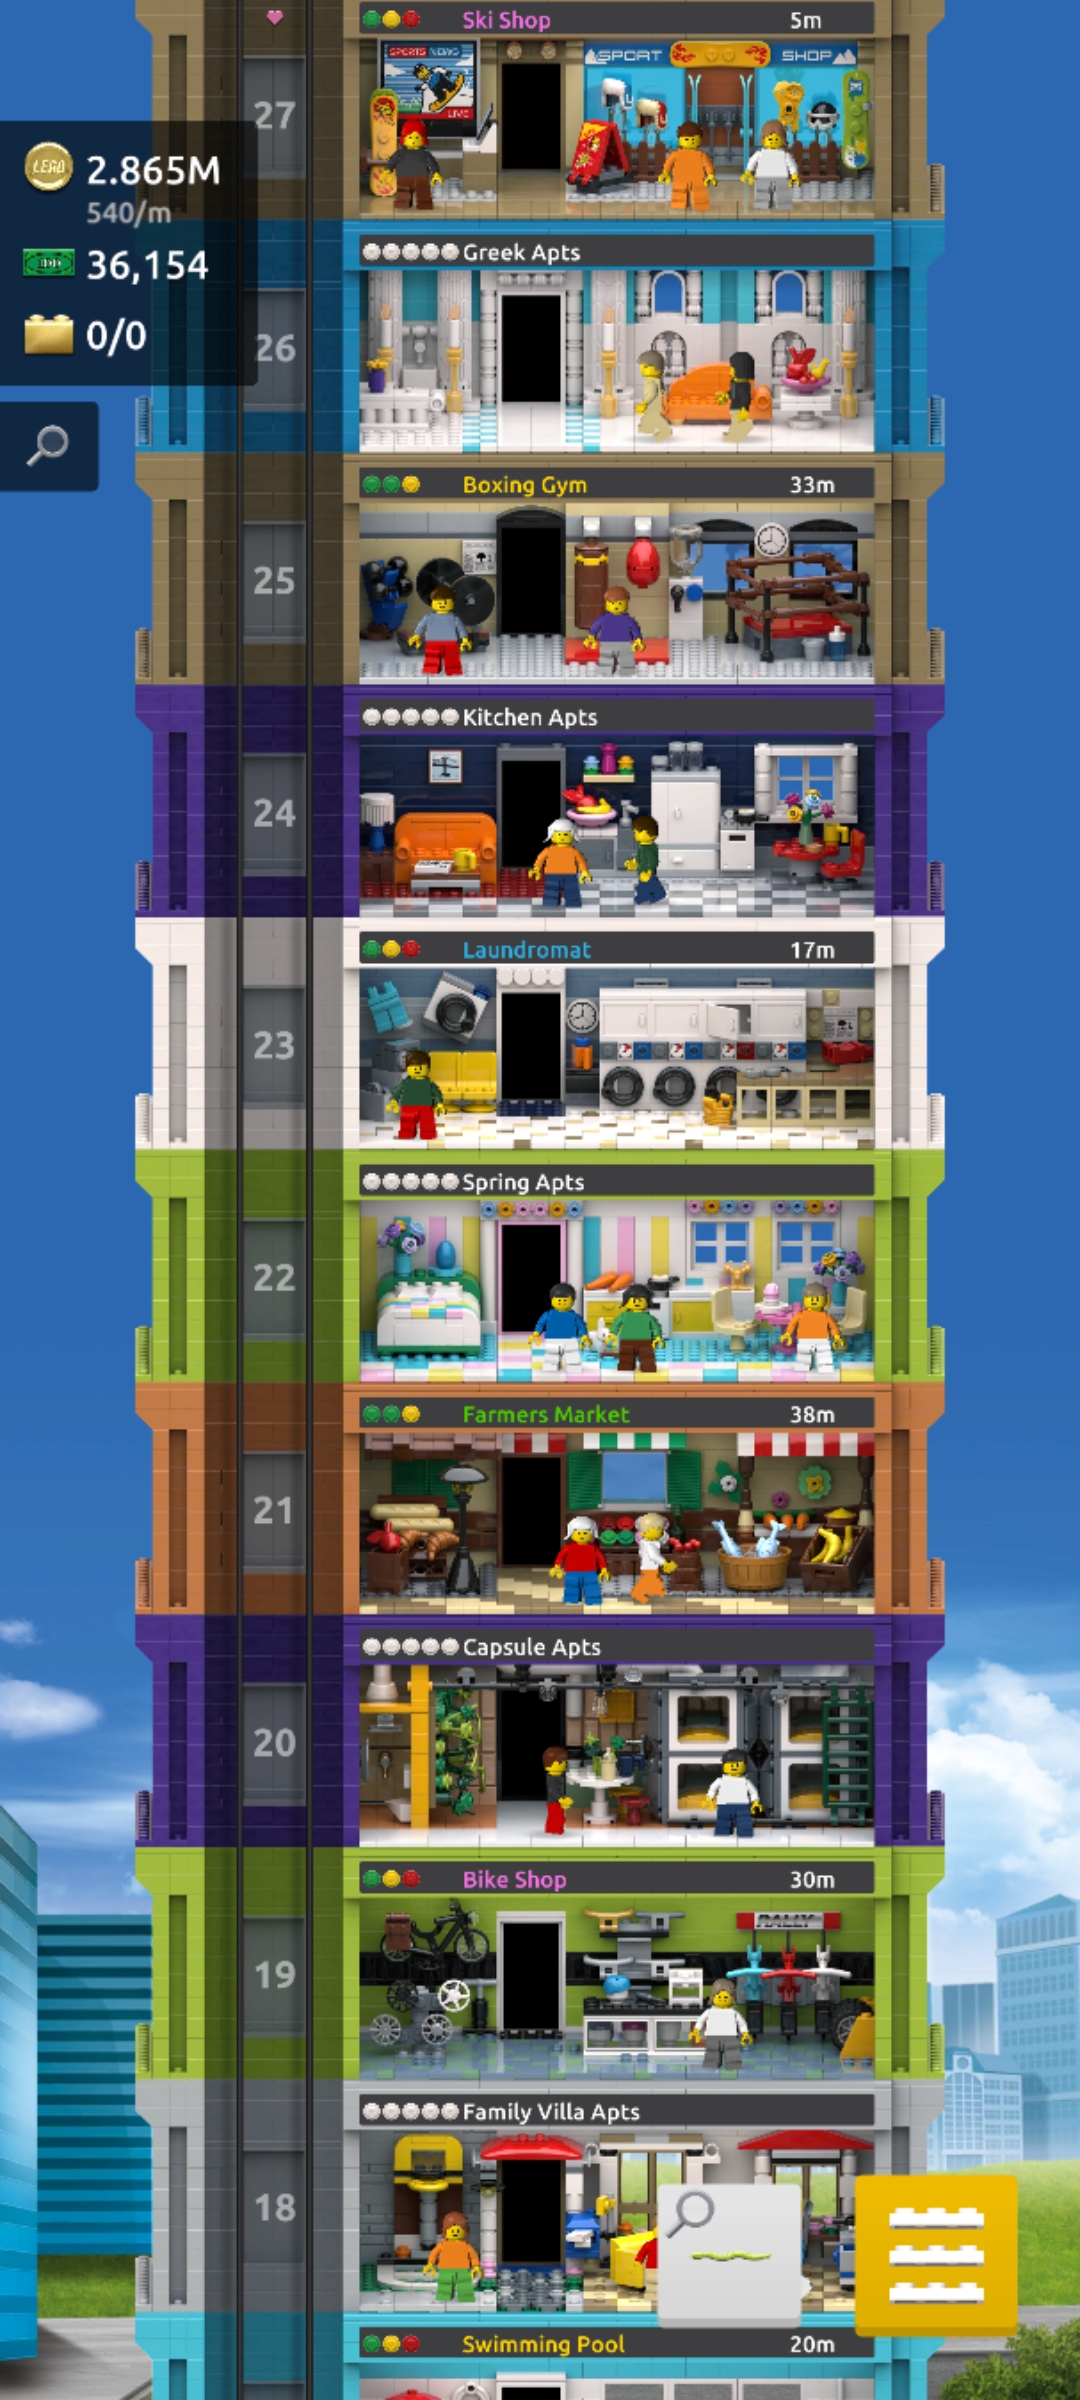 Ski Shop 5m
SPORTS NEWS
LIVE
SPORT SHOP
27
LEGO
2.865M
540/m
36,154
0/0
Greek Apts
26
Boxing Gym 33m
25
Kitchen Apts
24
Laundromat 17m
23
Spring Apts
22
Farmers Market 38m
21
Capsule Apts
20
Bike Shop 30m
RALLY
19
Family Villa Apts
18
Swimming Pool 20m